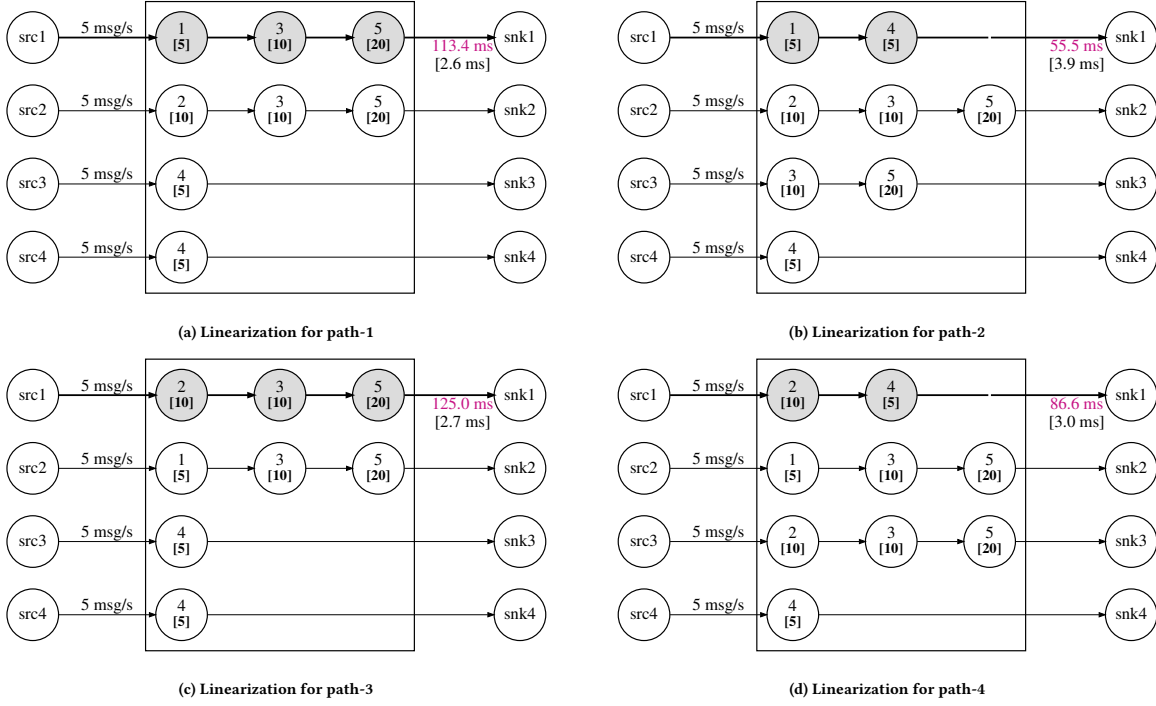 src1
5 msg/s
1
[5]
3
[10]
5
[20]
113.4 ms
[2.6 ms]
snk1
src2
5 msg/s
2
[10]
3
[10]
5
[20]
snk2
src3
5 msg/s
4
[5]
snk3
src4
5 msg/s
4
[5]
snk4
(a) Linearization for path-1
src1
5 msg/s
1
[5]
4
[5]
55.5 ms
[3.9 ms]
snk1
src2
5 msg/s
2
[10]
3
[10]
5
[20]
snk2
src3
5 msg/s
3
[10]
5
[20]
snk3
src4
5 msg/s
4
[5]
snk4
(b) Linearization for path-2
src1
5 msg/s
2
[10]
3
[10]
5
[20]
125.0 ms
[2.7 ms]
snk1
src2
5 msg/s
1
[5]
3
[10]
5
[20]
snk2
src3
5 msg/s
4
[5]
snk3
src4
5 msg/s
4
[5]
snk4
(c) Linearization for path-3
src1
5 msg/s
2
[10]
4
[5]
86.6 ms
[3.0 ms]
snk1
src2
5 msg/s
1
[5]
3
[10]
5
[20]
snk2
src3
5 msg/s
2
[10]
3
[10]
5
[20]
snk3
src4
5 msg/s
4
[5]
snk4
(d) Linearization for path-4